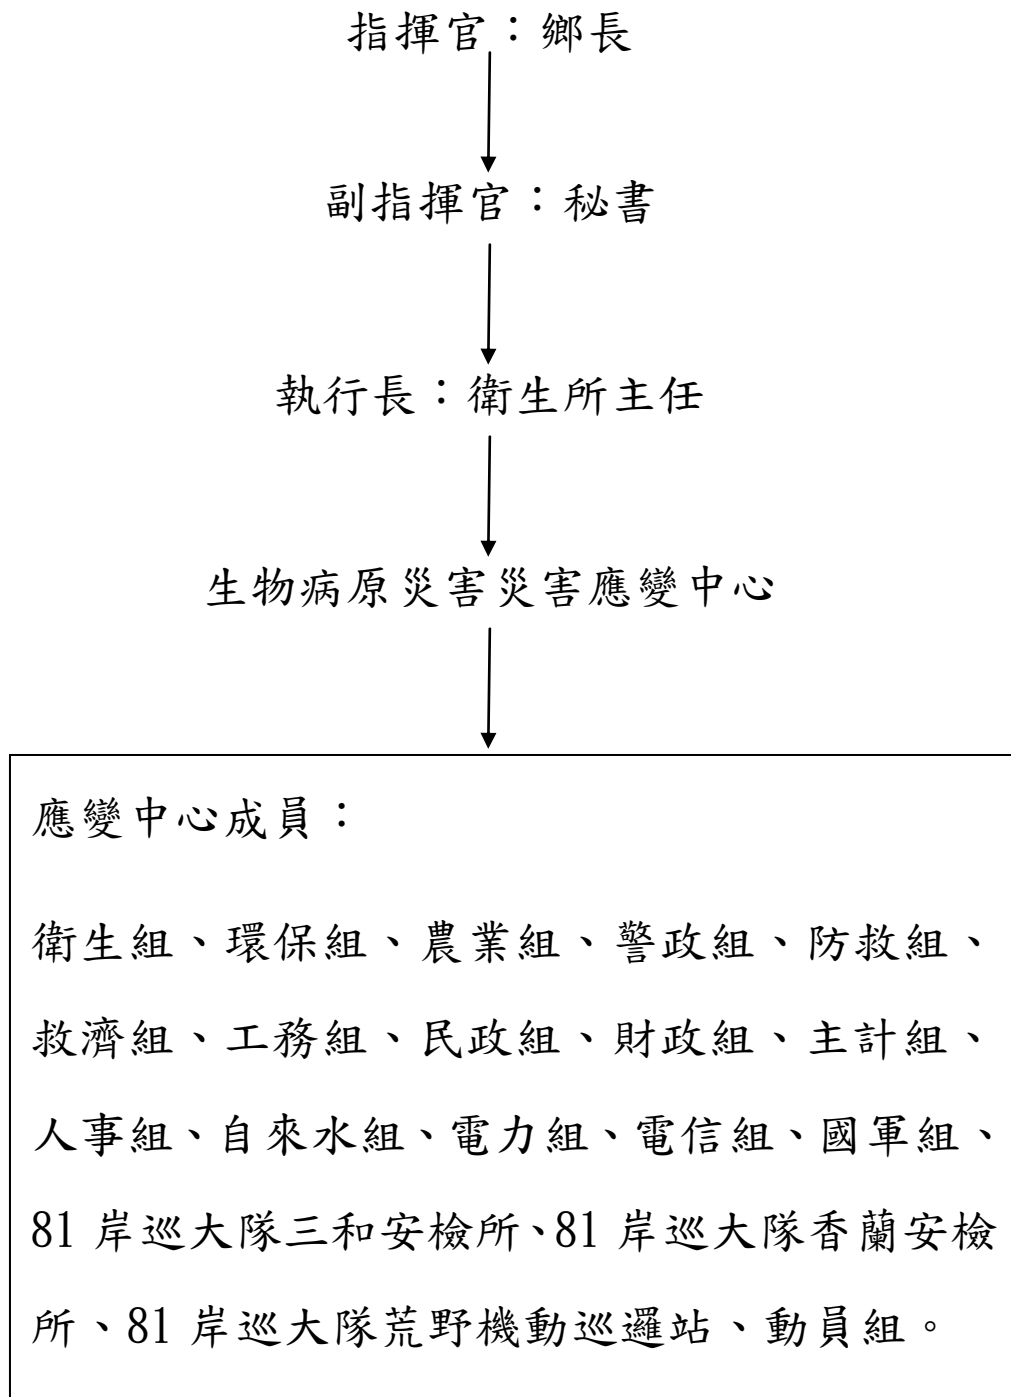 指揮官：鄉長
副指揮官：秘書
執行長：衛生所主任
生物病原災害災害應變中心
應變中心成員：
衛生組、環保組、農業組、警政組、防救組、
救濟組、工務組、民政組、財政組、主計組、
人事組、自來水組、電力組、電信組、國軍組、
81岸巡大隊三和安檢所、81岸巡大隊香蘭安檢
所、81岸巡大隊荒野機動巡邏站、動員組。